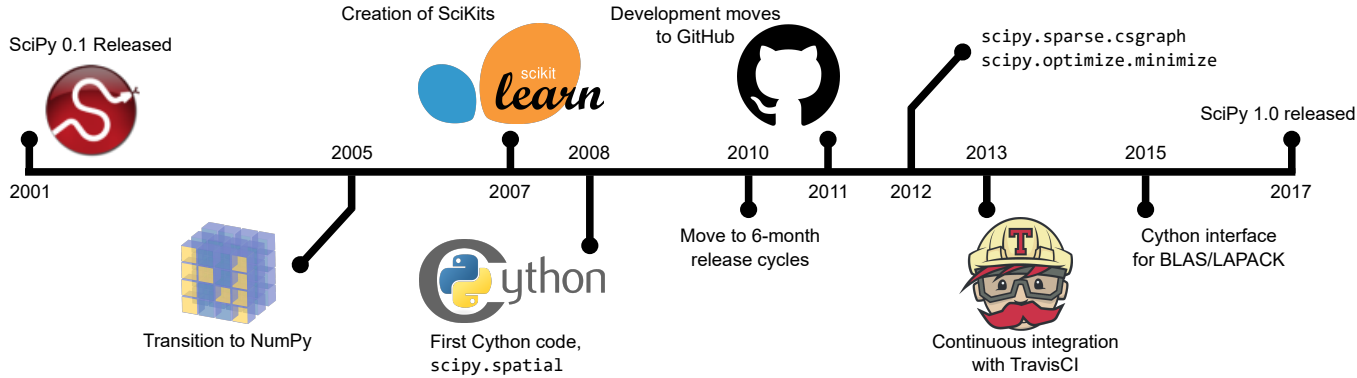 Creation of SciKits
Development moves
to GitHub
SciPy 0.1 Released
scipy.sparse.csgraph
scipy.optimize.minimize
scikit
learn
SciPy 1.0 released
2005
2008
2010
2013
2015
2001
2007
2011
2012
2017
Transition to NumPy
Cython
First Cython code,
scipy.spatial
Move to 6-month
release cycles
T
Continuous integration
with TravisCI
Cython interface
for BLAS/LAPACK